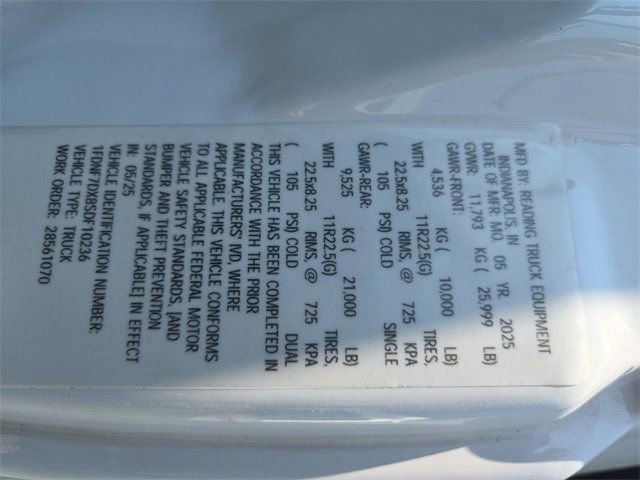 MFD BY: READING TRUCK EQUIPMENT
INDIANAPOLIS, IN
DATE OF MFR: MO. 05 YR. 2025
GVWR: 11,793 KG ( 25,999 LB)
GAWR-FRONT:
4,536 KG ( 10,000 LB)
WITH 11R22.5(G) TIRES,
22.5x8.25 RIMS, @ 725 KPA
( 105 PSI) COLD SINGLE
GAWR-REAR:
9,525 KG ( 21,000 LB)
WITH 11R22.5(G) TIRES,
22.5x8.25 RIMS, @ 725 KPA
( 105 PSI) COLD DUAL
THIS VEHICLE HAS BEEN COMPLETED IN
ACCORDANCE WITH THE PRIOR
MANUFACTURERS' IVD, WHERE
APPLICABLE. THIS VEHICLE CONFORMS
TO ALL APPLICABLE FEDERAL MOTOR
VEHICLE SAFETY STANDARDS, [AND
BUMPER AND THEFT PREVENTION
STANDARDS, IF APPLICABLE] IN EFFECT
IN: 05/25
VEHICLE IDENTIFICATION NUMBER:
1FDNF7DX8SDF10236
VEHICLE TYPE: TRUCK
WORK ORDER: 28561070